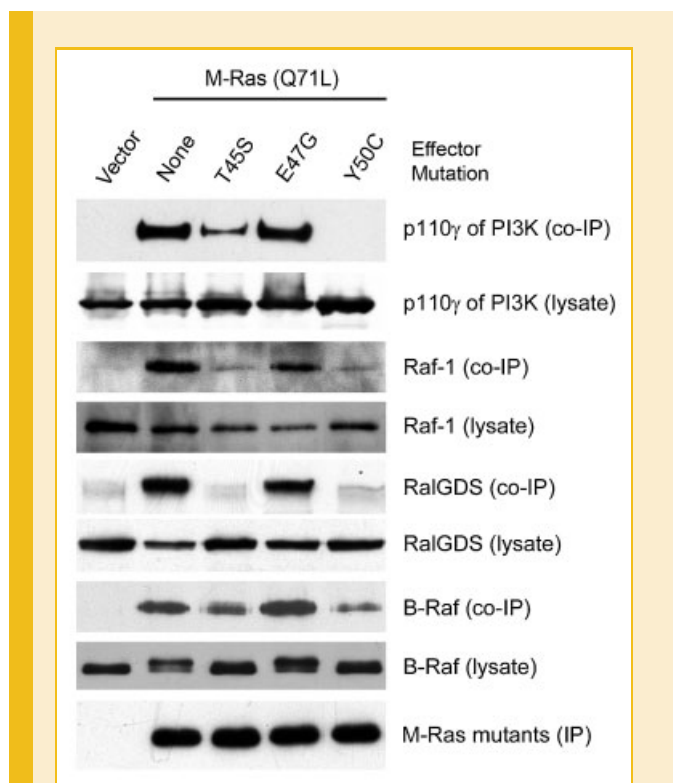 M-Ras (Q71L)
Vector None T45S E47G Y50C
Effector
Mutation
p110γ of PI3K (co-IP)
p110γ of PI3K (lysate)
Raf-1 (co-IP)
Raf-1 (lysate)
RalGDS (co-IP)
RalGDS (lysate)
B-Raf (co-IP)
B-Raf (lysate)
M-Ras mutants (IP)